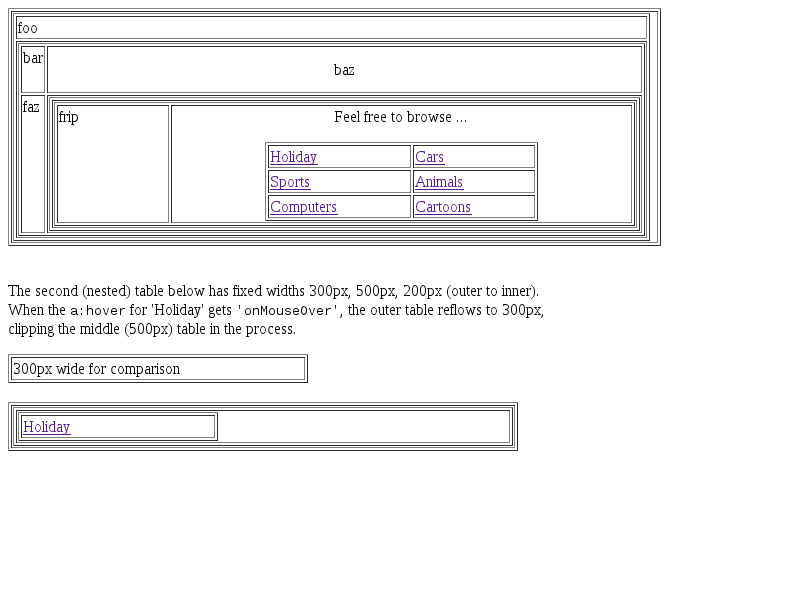 foo
bar
baz
faz
frip
Feel free to browse ...
Holiday
Cars
Sports
Animals
Computers
Cartoons
The second (nested) table below has fixed widths 300px, 500px, 200px (outer to inner).
When the a:hover for 'Holiday' gets 'onMouseOver', the outer table reflows to 300px,
clipping the middle (500px) table in the process.
300px wide for comparison
Holiday